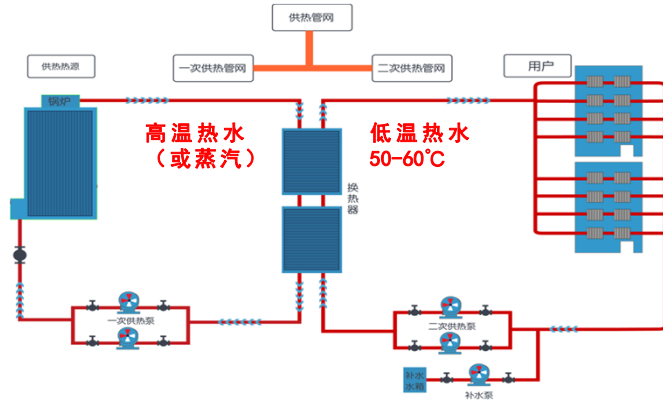 供热管网
供热热源
一次供热管网
二次供热管网
用户
锅炉
高温热水
（或蒸汽）
低温热水
50-60℃
换热器
一次供热泵
二次供热泵
补水
水箱
补水泵